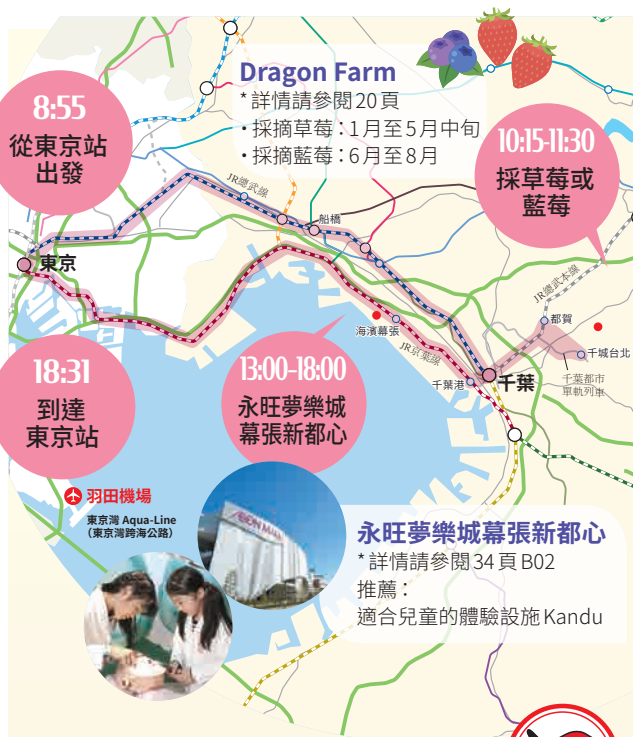 Dragon Farm
*詳情請參閱20頁
・採摘草莓：1月至5月中旬
・採摘藍莓：6月至8月
8:55
從東京站
出發
10:15-11:30
採草莓或
藍莓
JR總武線
船橋
東京
JR總武本線
都賀
海濱幕張
JR京葉線
千城台北
千葉都市
單軌列車
千葉港
千葉
18:31
到達
東京站
13:00-18:00
永旺夢樂城
幕張新都心
羽田機場
東京灣 Aqua-Line
（東京灣跨海公路）
AEON MALL
永旺夢樂城幕張新都心
*詳情請參閱34頁B02
推薦：
適合兒童的體驗設施Kandu